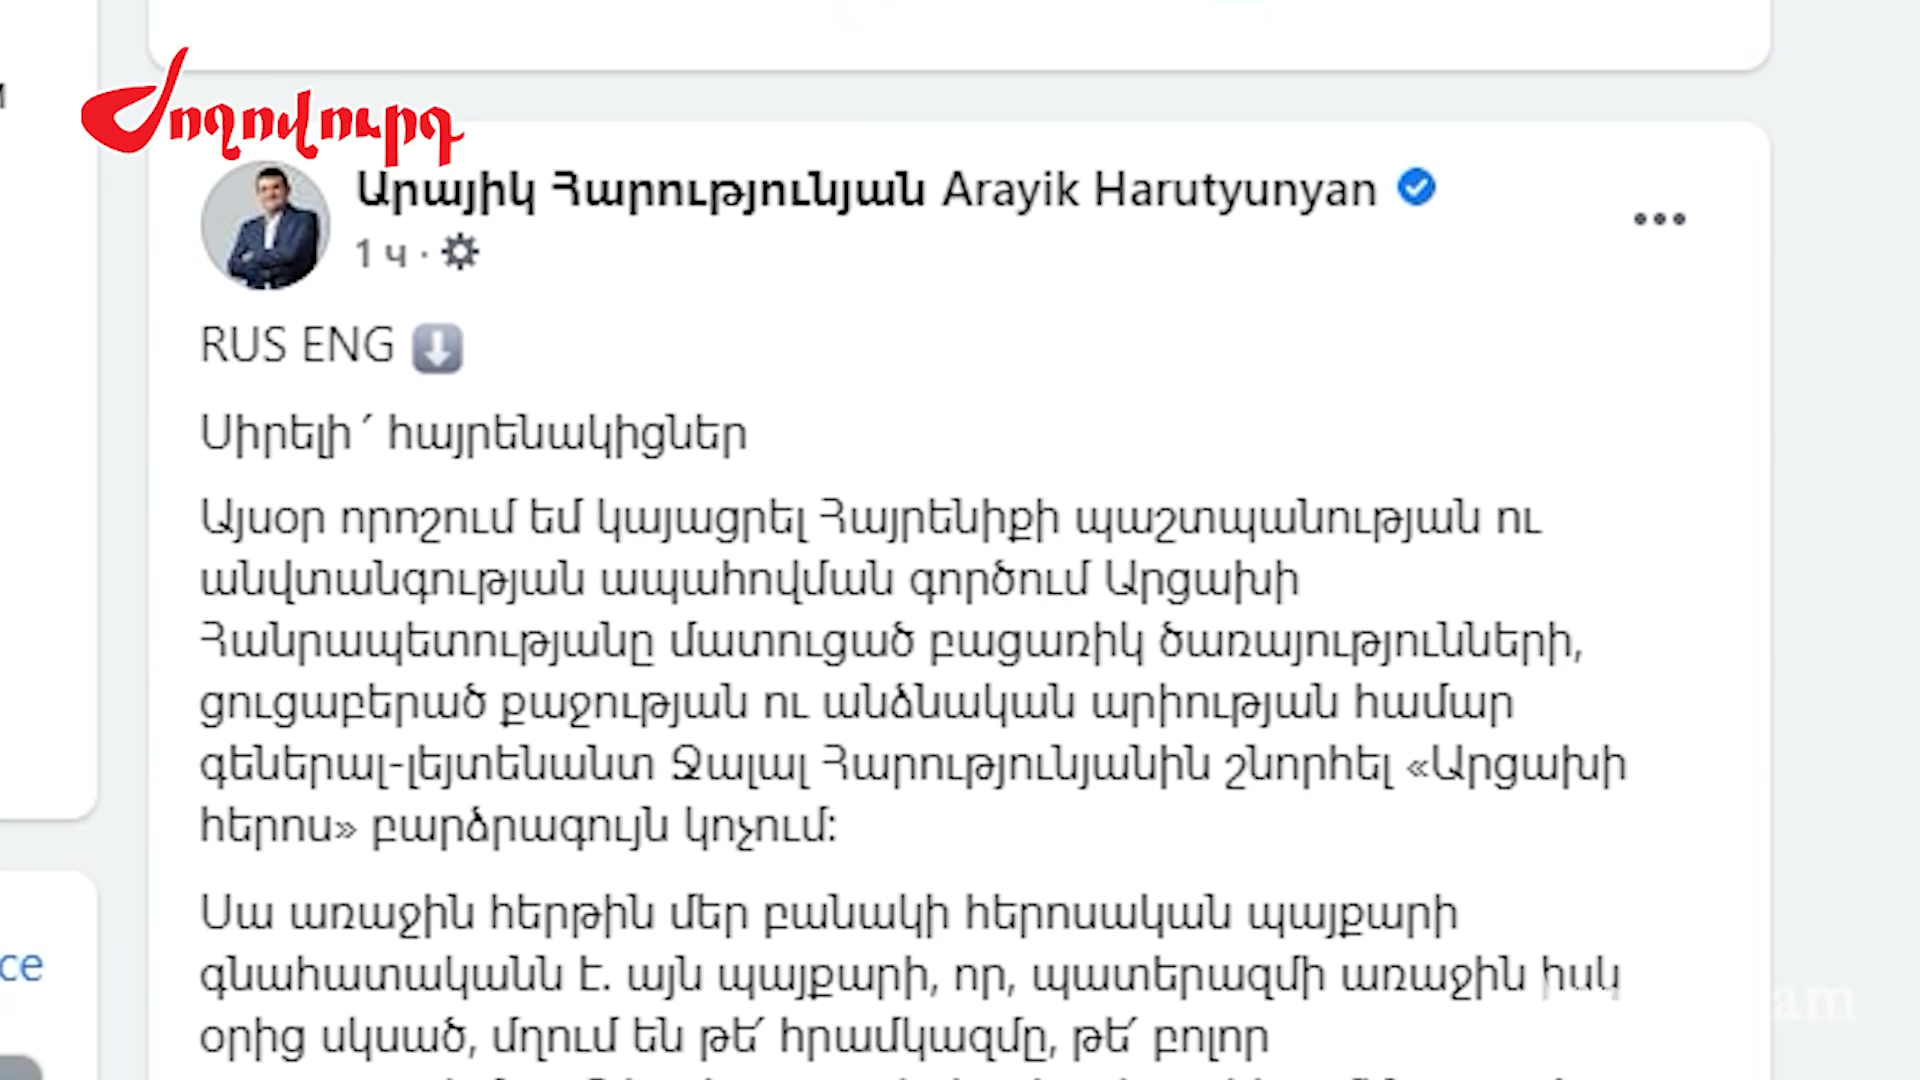 Ժողովուրդ
Արայիկ Հարությունյան Arayik Harutyunyan
1 ч ·
RUS ENG
Սիրելի՛ հայրենակիցներ
Այսօր որոշում եմ կայացրել Հայրենիքի պաշտպանության ու
անվտանգության ապահովման գործում Արցախի
Հանրապետությանը մատուցած բացառիկ ծառայությունների,
ցուցաբերած քաջության ու անձնական արիության համար
գեներալ-լեյտենանտ Ջալալ Հարությունյանին շնորհել «Արցախի
հերոս» բարձրագույն կոչում:
Սա առաջին հերթին մեր բանակի հերոսական պայքարի
գնահատականն է. այն պայքարի, որ, պատերազմի առաջին իսկ
օրից սկսած, մղում են թե՛ հրամկազմը, թե՛ բոլոր
ce
am